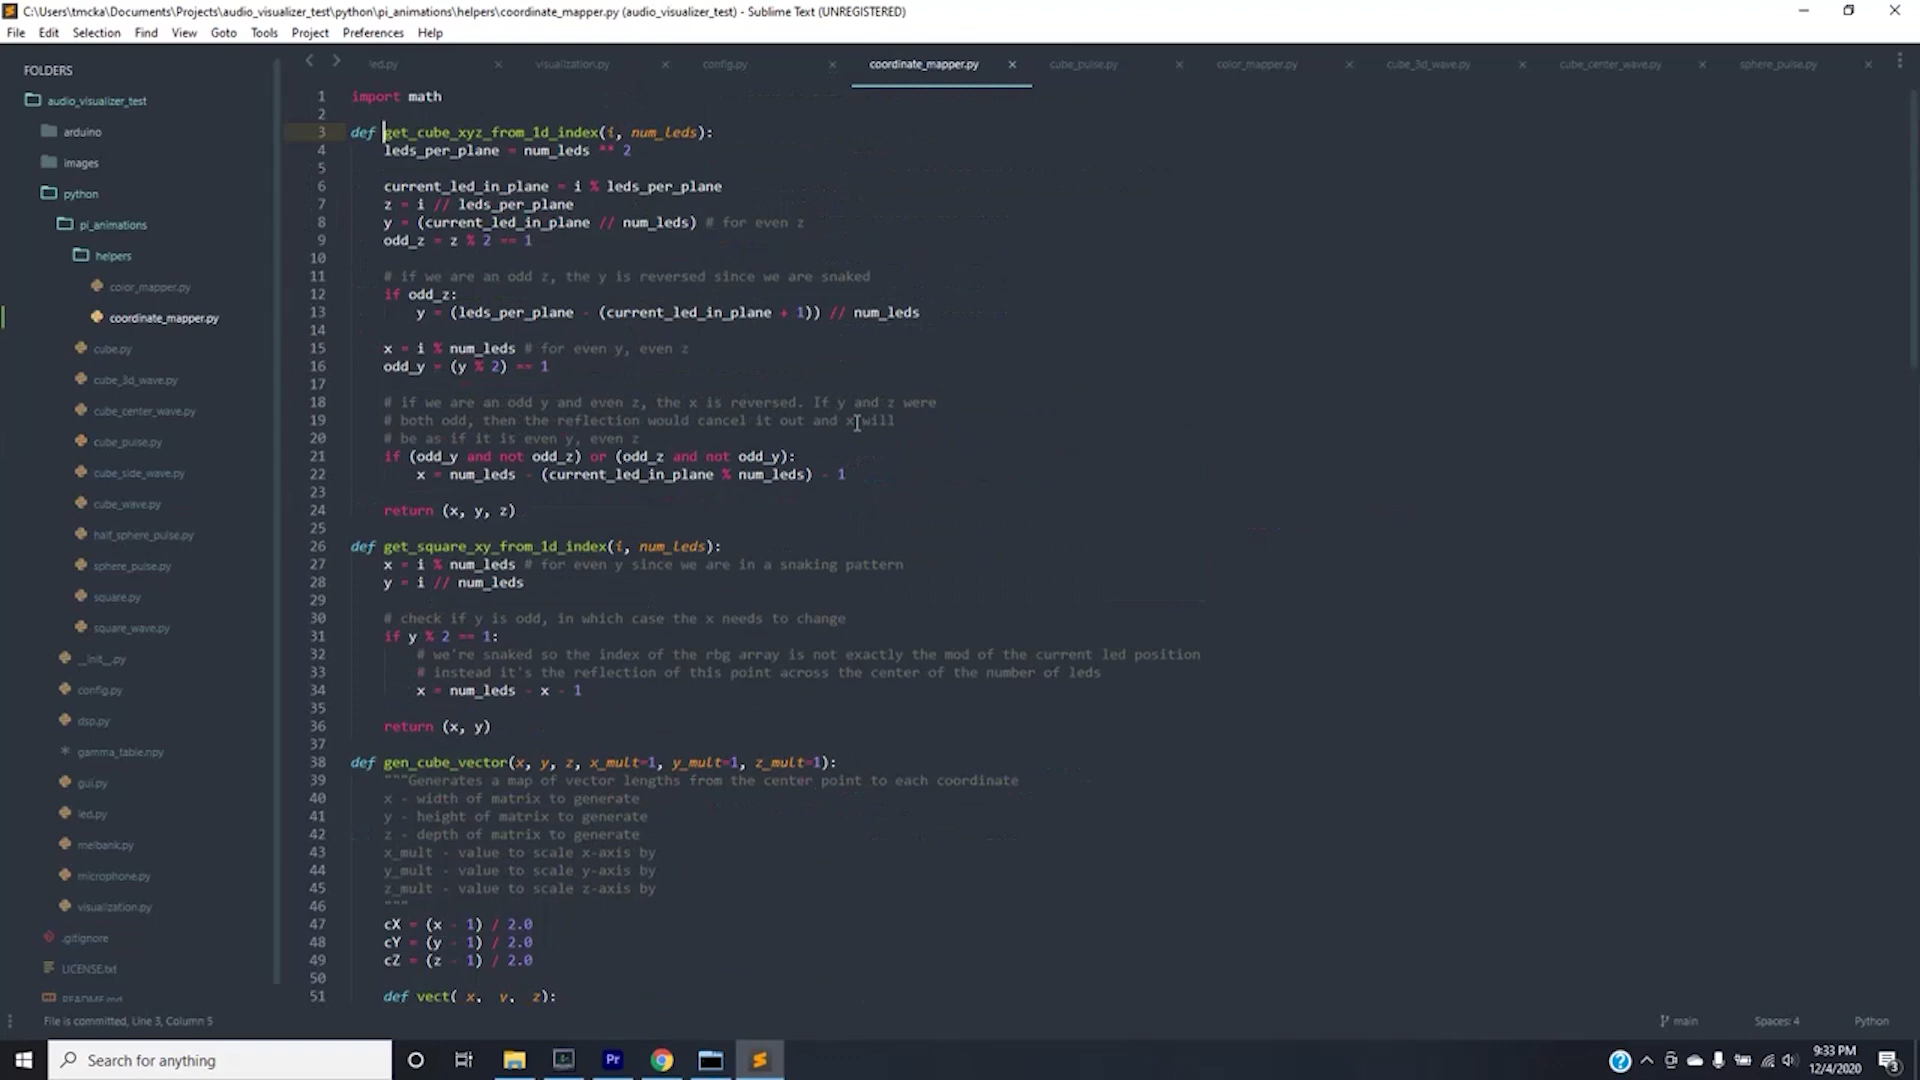 C:\Users\tmcka\Documents\Projects\audio_visualizer_test\python\pi_animations\helpers\coordinate_mapper.py (audio_visualizer_test) - Sublime Text (UNREGISTERED)
File Edit Selection Find View Goto Tools Project Preferences Help
FOLDERS
audio_visualizer_test
arduino
images
python
pi_animations
helpers
color_mapper.py
coordinate_mapper.py
cube.py
cube_3d_wave.py
cube_center_wave.py
cube_pulse.py
cube_side_wave.py
cube_wave.py
half_sphere_pulse.py
sphere_pulse.py
square.py
square_wave.py
__init__.py
config.py
dsp.py
gamma_table.npy
gui.py
led.py
melbank.py
microphone.py
visualization.py
.gitignore
LICENSE.txt
README.md
led.py visualization.py config.py coordinate_mapper.py cube_pulse.py color_mapper.py cube_3d_wave.py cube_center_wave.py sphere_pulse.py
1 import math
2
3 def get_cube_xyz_from_1d_index(i, num_leds):
4 leds_per_plane = num_leds ** 2
5
6 current_led_in_plane = i % leds_per_plane
7 z = i // leds_per_plane
8 y = (current_led_in_plane // num_leds) # for even z
9 odd_z = z % 2 == 1
10
11 # if we are an odd z, the y is reversed since we are snaked
12 if odd_z:
13 y = (leds_per_plane - (current_led_in_plane + 1)) // num_leds
14
15 x = i % num_leds # for even y, even z
16 odd_y = (y % 2) == 1
17
18 # if we are an odd y and even z, the x is reversed. If y and z were
19 # both odd, then the reflection would cancel it out and x will
20 # be as if it is even y, even z
21 if (odd_y and not odd_z) or (odd_z and not odd_y):
22 x = num_leds - (current_led_in_plane % num_leds) - 1
23
24 return (x, y, z)
25
26 def get_square_xy_from_1d_index(i, num_leds):
27 x = i % num_leds # for even y since we are in a snaking pattern
28 y = i // num_leds
29
30 # check if y is odd, in which case the x needs to change
31 if y % 2 == 1:
32 # we're snaked so the index of the rbg array is not exactly the mod of the current led position
33 # instead it's the reflection of this point across the center of the number of leds
34 x = num_leds - x - 1
35
36 return (x, y)
37
38 def gen_cube_vector(x, y, z, x_mult=1, y_mult=1, z_mult=1):
39 """Generates a map of vector lengths from the center point to each coordinate
40 x - width of matrix to generate
41 y - height of matrix to generate
42 z - depth of matrix to generate
43 x_mult - value to scale x-axis by
44 y_mult - value to scale y-axis by
45 z_mult - value to scale z-axis by
46 """
47 cX = (x - 1) / 2.0
48 cY = (y - 1) / 2.0
49 cZ = (z - 1) / 2.0
50
51 def vect( x, y, z):
File is committed, Line 3, Column 5
main
Spaces: 4
Python
Search for anything
Pr
9:33 PM
12/4/2020
3